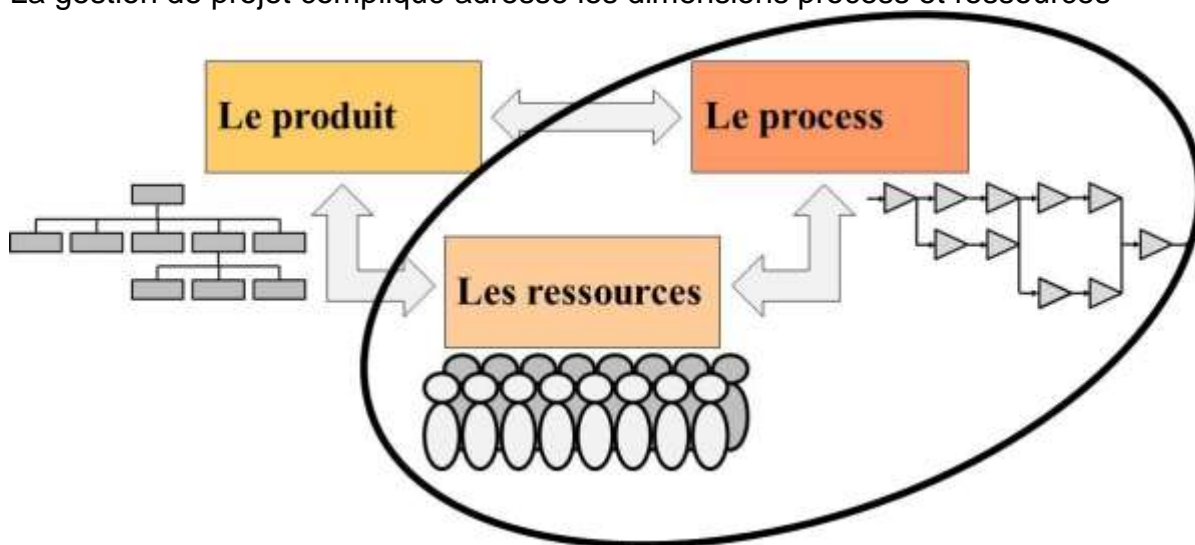 La gestion de projet compliqué adresse les dimensions process et ressources
Le produit
Le process
Les ressources